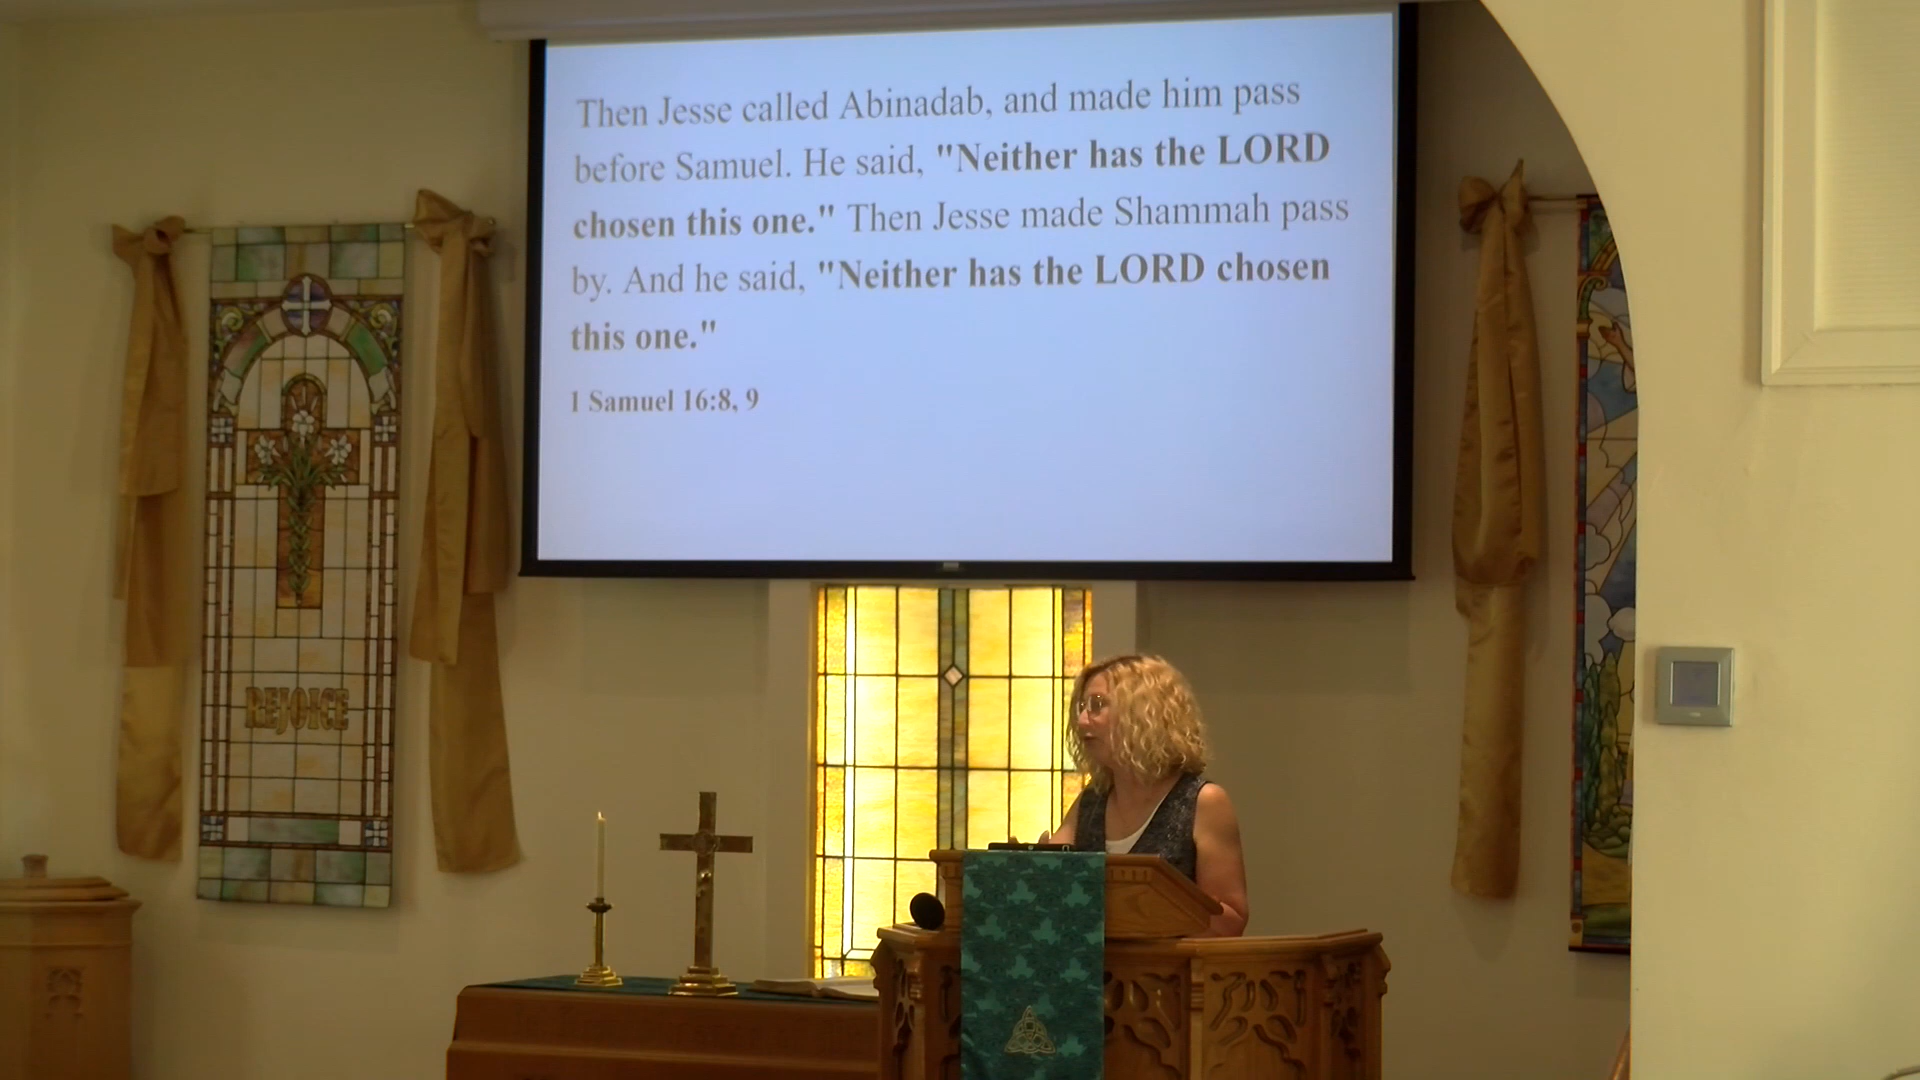 Then Jesse called Abinadab, and made him pass
before Samuel. He said, "Neither has the LORD
chosen this one." Then Jesse made Shammah pass
by. And he said, "Neither has the LORD chosen
this one."
1 Samuel 16:8, 9
REJOICE